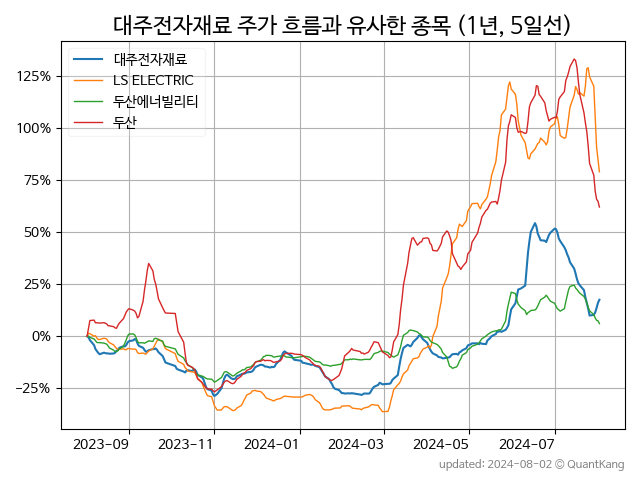 대주전자재료 주가 흐름과 유사한 종목 (1년, 5일선)
대주전자재료
LS ELECTRIC
두산에너빌리티
두산
125%
100%
75%
50%
25%
0%
−25%
2023-09 2023-11 2024-01 2024-03 2024-05 2024-07
updated: 2024-08-02 © QuantKang